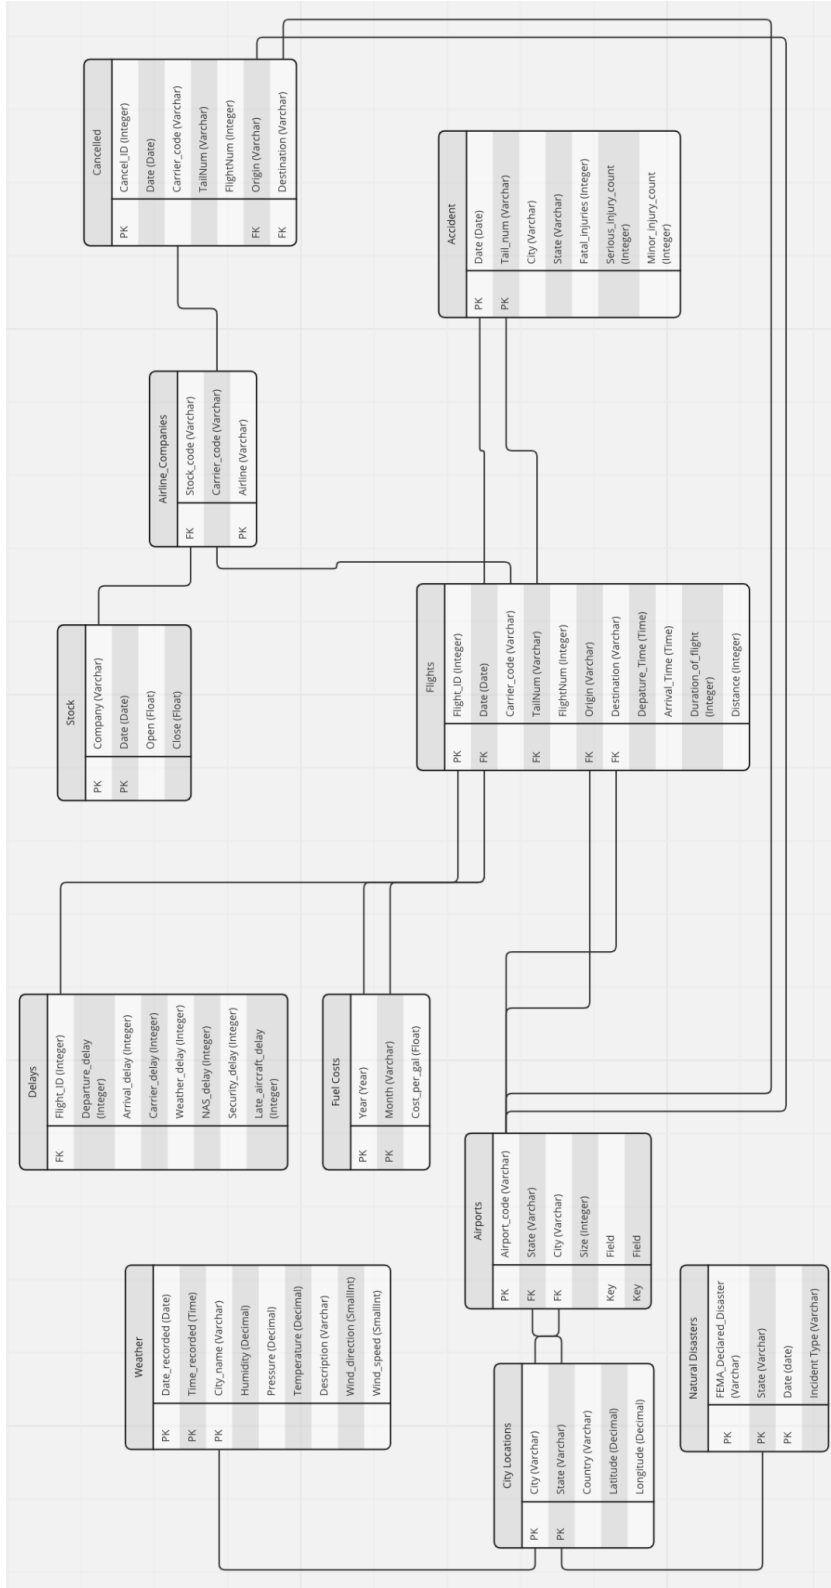 Weather
PK Date_recorded (Date)
PK Time_recorded (Time)
PK City_name (Varchar)
Humidity (Decimal)
Pressure (Decimal)
Temperature (Decimal)
Description (Varchar)
Wind_direction (SmallInt)
Wind_speed (SmallInt)
Delays
FK Flight_ID (Integer)
Departure_delay
(Integer)
Arrival_delay (Integer)
Carrier_delay (Integer)
Weather_delay (Integer)
NAS_delay (Integer)
Security_delay (Integer)
Late_aircraft_delay
(Integer)
Stock
PK Company (Varchar)
PK Date (Date)
Open (Float)
Close (Float)
Airline_Companies
FK Stock_code (Varchar)
Carrier_code (Varchar)
PK Airline (Varchar)
Cancelled
PK Cancel_ID (Integer)
Date (Date)
Carrier_code (Varchar)
TailNum (Varchar)
FlightNum (Integer)
FK Origin (Varchar)
FK Destination (Varchar)
Fuel Costs
PK Year (Year)
PK Month (Varchar)
Cost_per_gal (Float)
City Locations
PK City (Varchar)
PK State (Varchar)
Country (Varchar)
Latitude (Decimal)
Longitude (Decimal)
Airports
PK Airport_code (Varchar)
FK State (Varchar)
FK City (Varchar)
Size (Integer)
Key Field
Key Field
Flights
PK Flight_ID (Integer)
FK Date (Date)
Carrier_code (Varchar)
FK TailNum (Varchar)
FlightNum (Integer)
FK Origin (Varchar)
FK Destination (Varchar)
Depature_Time (Time)
Arrival_Time (Time)
Duration_of_flight
(Integer)
Distance (Integer)
Accident
PK Date (Date)
PK Tail_num (Varchar)
City (Varchar)
State (Varchar)
Fatal_injuries (Integer)
Serious_injury_count
(Integer)
Minor_injury_count
(Integer)
Natural Disasters
PK FEMA_Declared_Disaster
(Varchar)
PK State (Varchar)
PK Date (date)
Incident Type (Varchar)